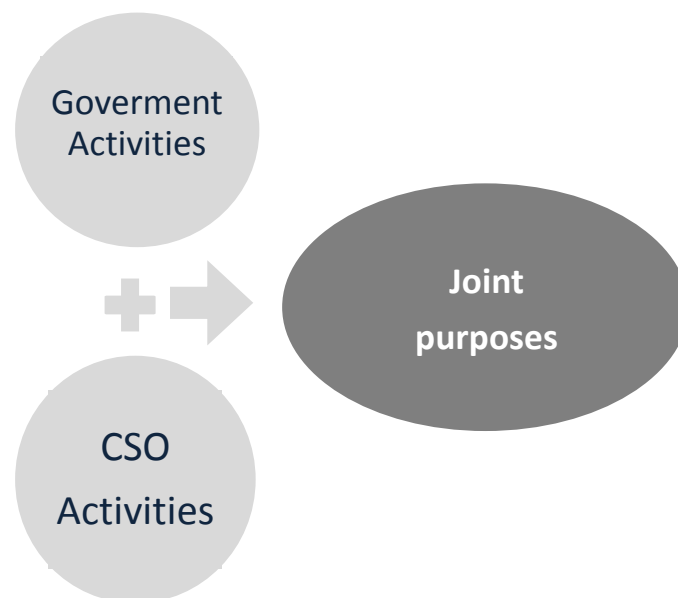 Goverment
Activities
Joint
purposes
CSO
Activities